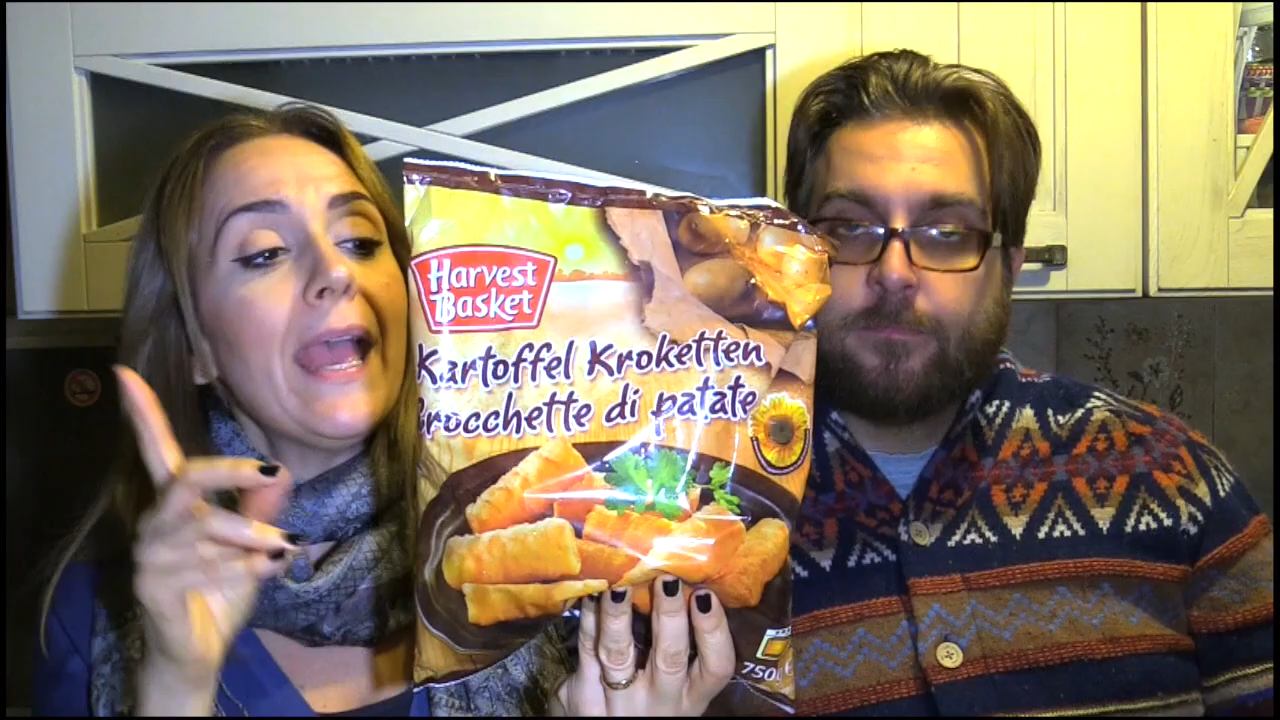 Harvest
Basket
Kartoffel Kroketten
Crocchette di patate
750